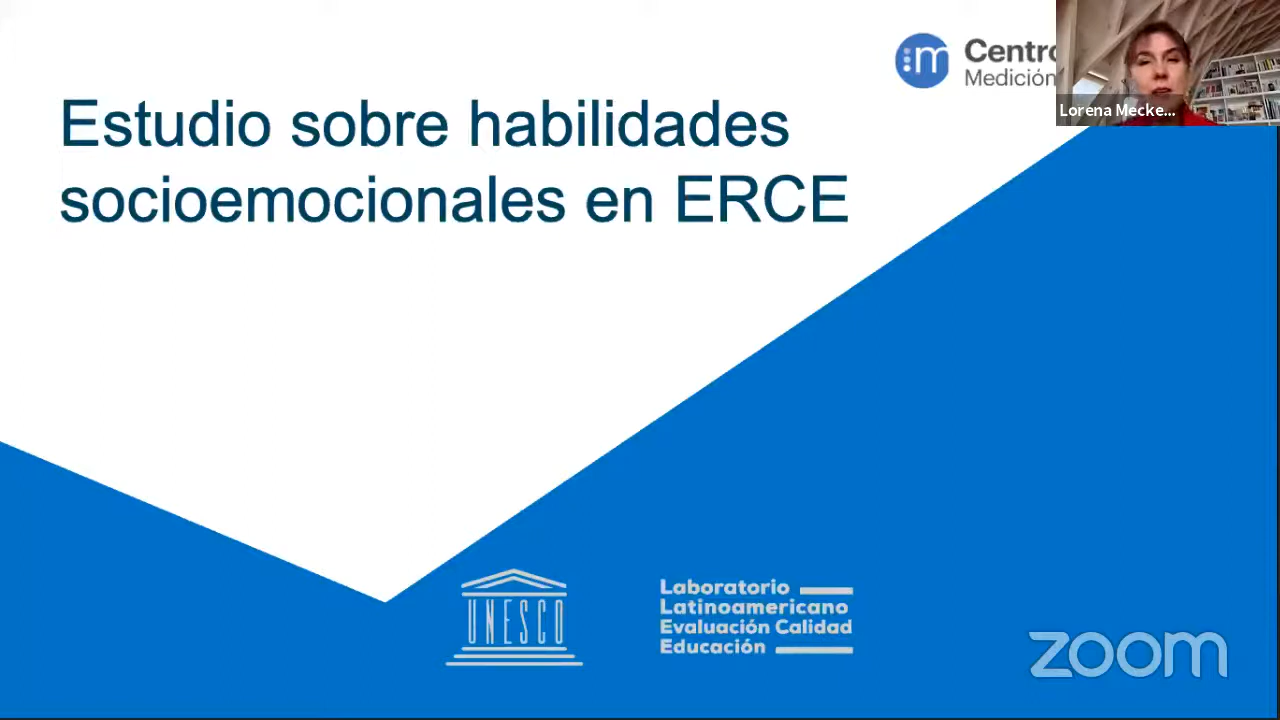 Centro
Medición
Lorena Mecke...
Estudio sobre habilidades
socioemocionales en ERCE
UNESCO
Laboratorio
Latinoamericano
Evaluación Calidad
Educación
zoom